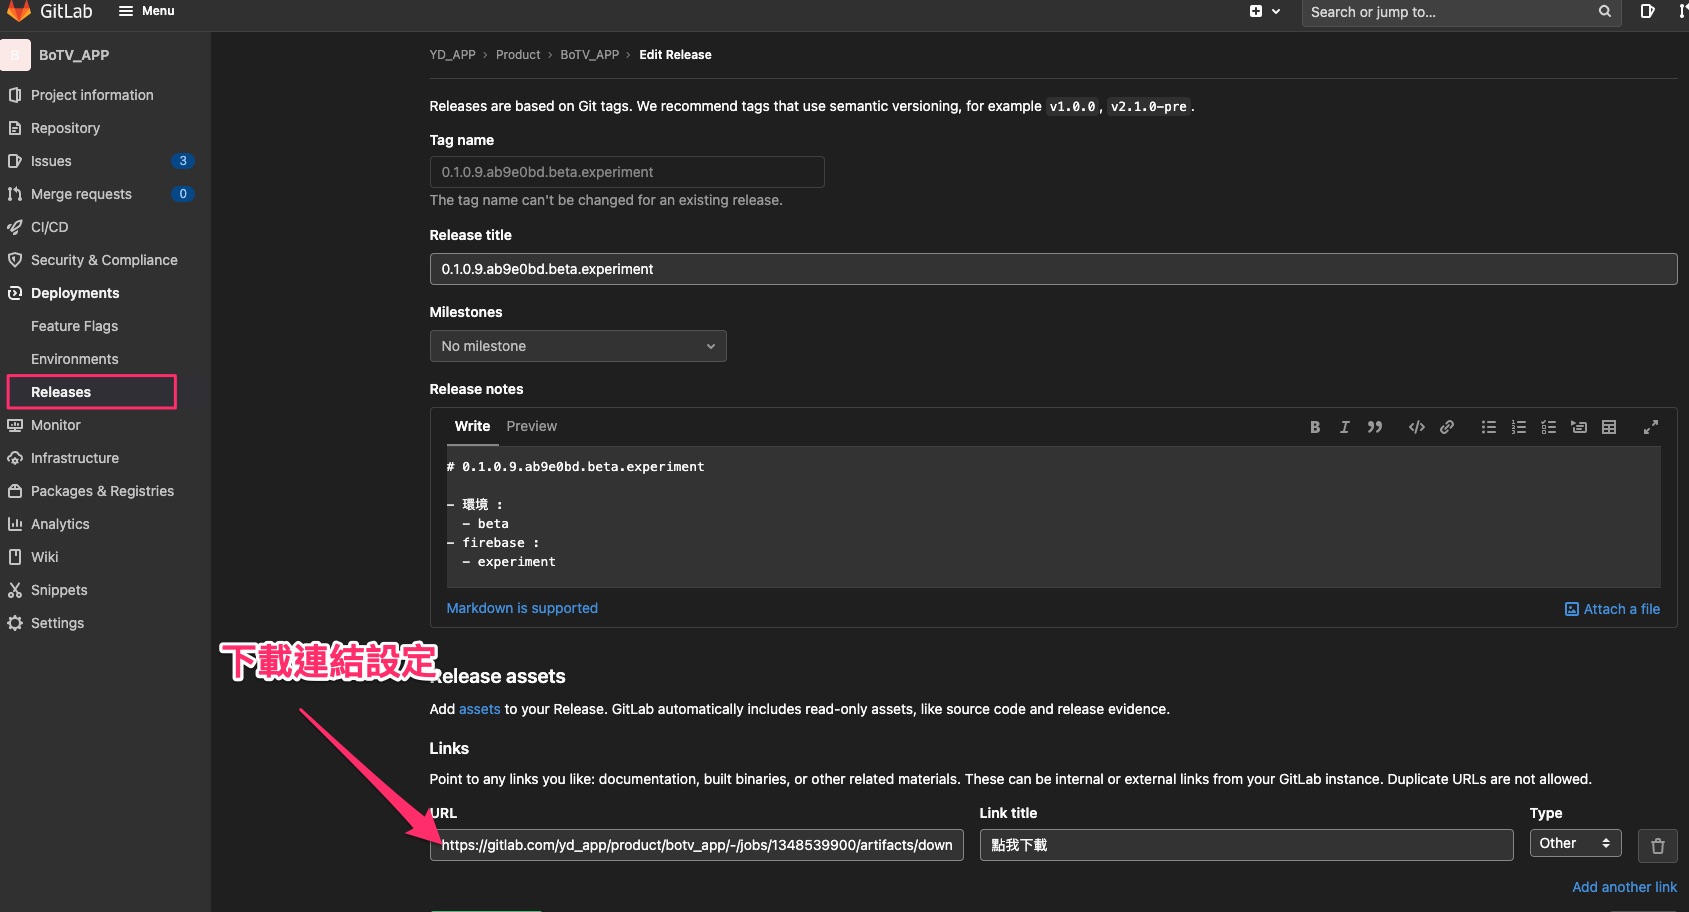 GitLab
Menu
Search or jump to...
B
BoTV_APP
Project information
Repository
Issues
3
Merge requests
0
CI/CD
Security & Compliance
Deployments
Feature Flags
Environments
Releases
Monitor
Infrastructure
Packages & Registries
Analytics
Wiki
Snippets
Settings
YD_APP › Product › BoTV_APP › Edit Release
Releases are based on Git tags. We recommend tags that use semantic versioning, for example v1.0.0, v2.1.0-pre.
Tag name
0.1.0.9.ab9e0bd.beta.experiment
The tag name can't be changed for an existing release.
Release title
0.1.0.9.ab9e0bd.beta.experiment
Milestones
No milestone
Release notes
Write Preview
# 0.1.0.9.ab9e0bd.beta.experiment
- 環境 :
- beta
- firebase :
- experiment
Markdown is supported
Attach a file
下載連結設定
Release assets
Add assets to your Release. GitLab automatically includes read-only assets, like source code and release evidence.
Links
Point to any links you like: documentation, built binaries, or other related materials. These can be internal or external links from your GitLab instance. Duplicate URLs are not allowed.
URL
Link title
Type
https://gitlab.com/yd_app/product/botv_app/-/jobs/1348539900/artifacts/down
點我下載
Other
Add another link